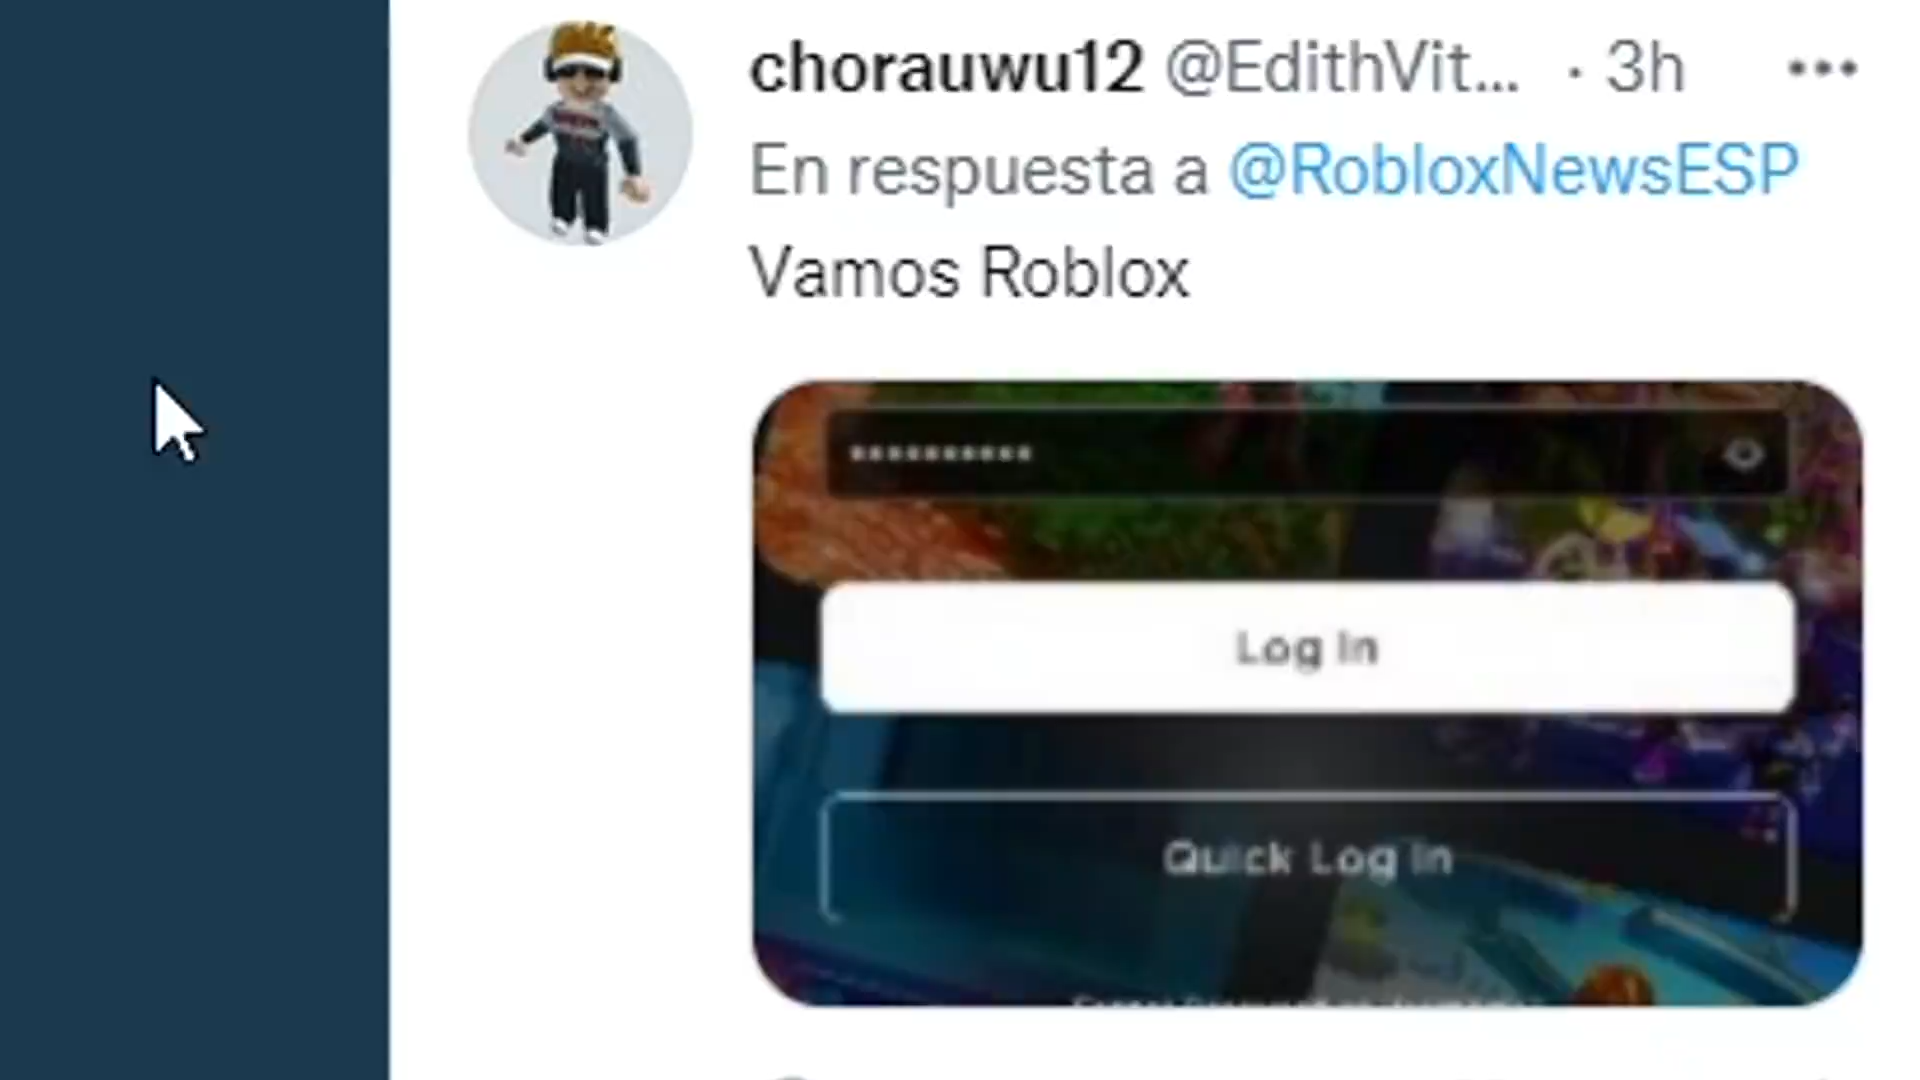 chorauwu12 @EdithVit... · 3h
En respuesta a @RobloxNewsESP
Vamos Roblox
Log In
Quick Log In